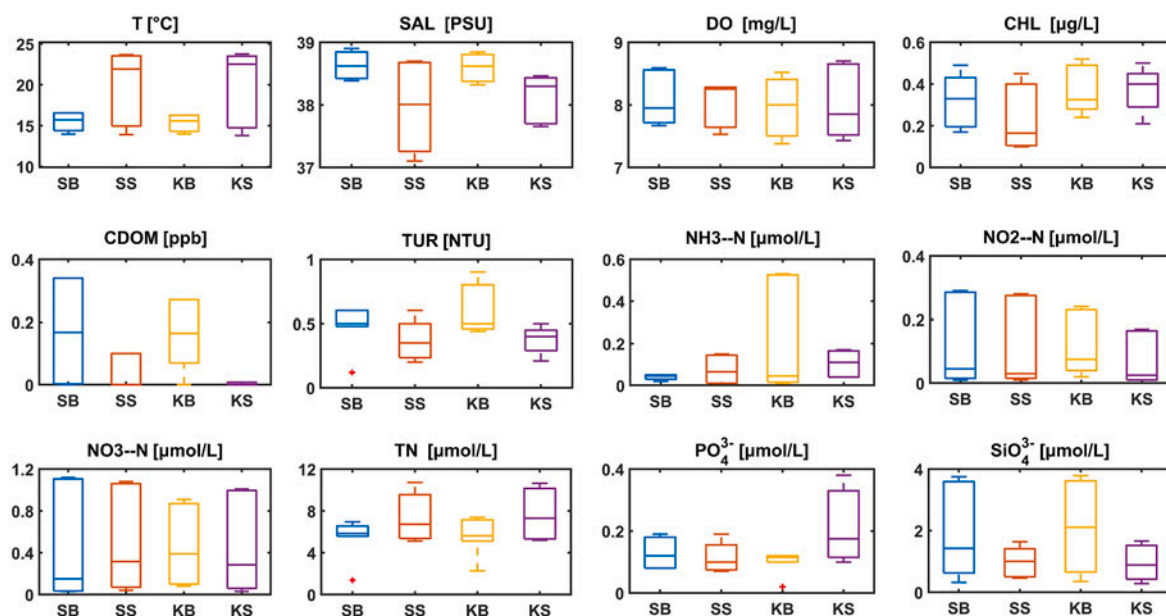 T [°C] SAL [PSU] DO [mg/L] CHL [µg/L]
25 39 9 0.6
20 0.4
15 38 8 0.2
10 37 7 0
SB SS KB KS SB SS KB KS SB SS KB KS SB SS KB KS
CDOM [ppb] TUR [NTU] NH3--N [µmol/L] NO2--N [µmol/L]
0.4 1 0.6 0.4
0.2 0.5 0.4 0.2
0.2
0 0 0 0
SB SS KB KS SB SS KB KS SB SS KB KS SB SS KB KS
NO3--N [µmol/L] TN [µmol/L] PO₄³⁻ [µmol/L] SiO₄³⁻ [µmol/L]
1.2 12 0.4 4
0.8 8 0.2 2
0.4 4
0 0 0 0
SB SS KB KS SB SS KB KS SB SS KB KS SB SS KB KS